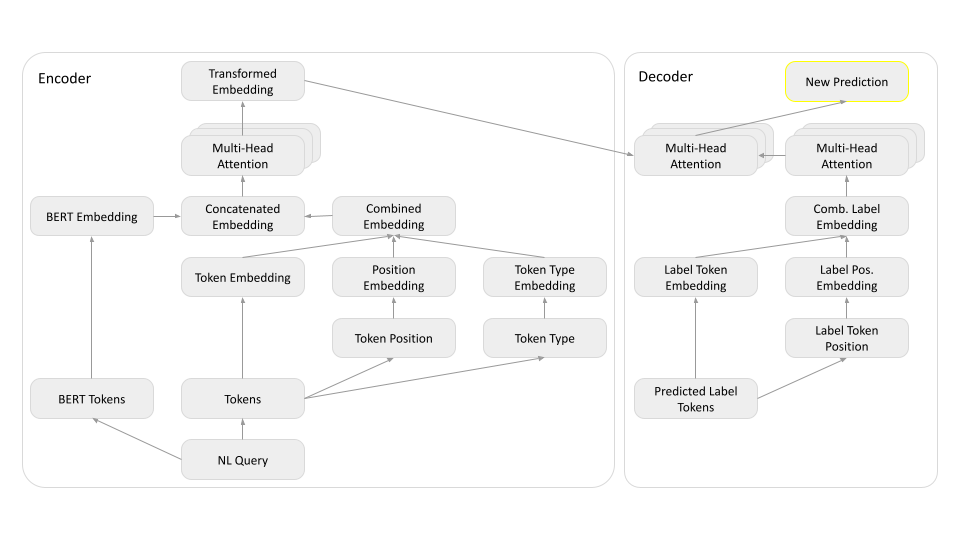 Encoder
Transformed
Embedding
Multi-Head
Attention
BERT Embedding
Concatenated
Embedding
Combined
Embedding
Token Embedding
Position
Embedding
Token Type
Embedding
Token Position
Token Type
BERT Tokens
Tokens
NL Query
Decoder
New Prediction
Multi-Head
Attention
Multi-Head
Attention
Comb. Label
Embedding
Label Token
Embedding
Label Pos.
Embedding
Label Token
Position
Predicted Label
Tokens